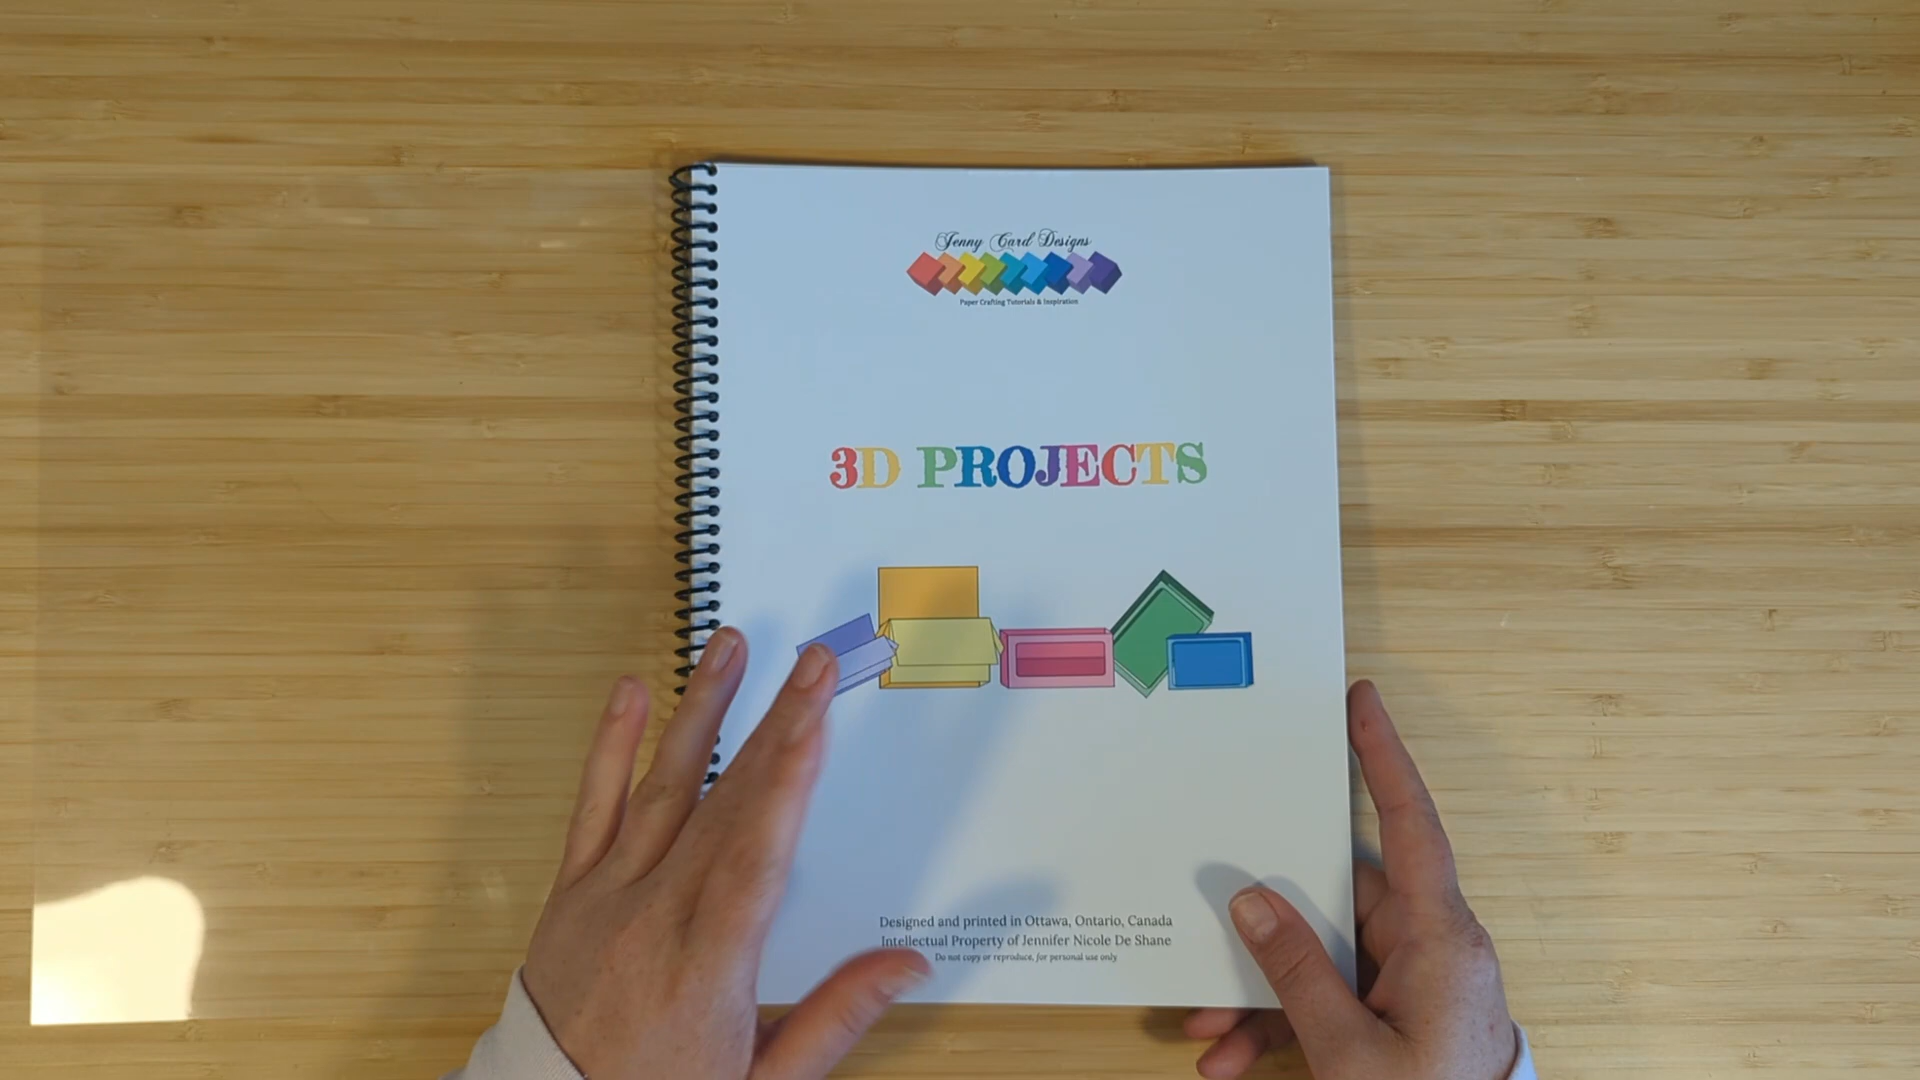 Jenny Card Designs
Paper Crafting Tutorials & Inspiration
3D PROJECTS
Designed and printed in Ottawa, Ontario, Canada
Intellectual Property of Jennifer Nicole De Shane
Do not copy or reproduce, for personal use only